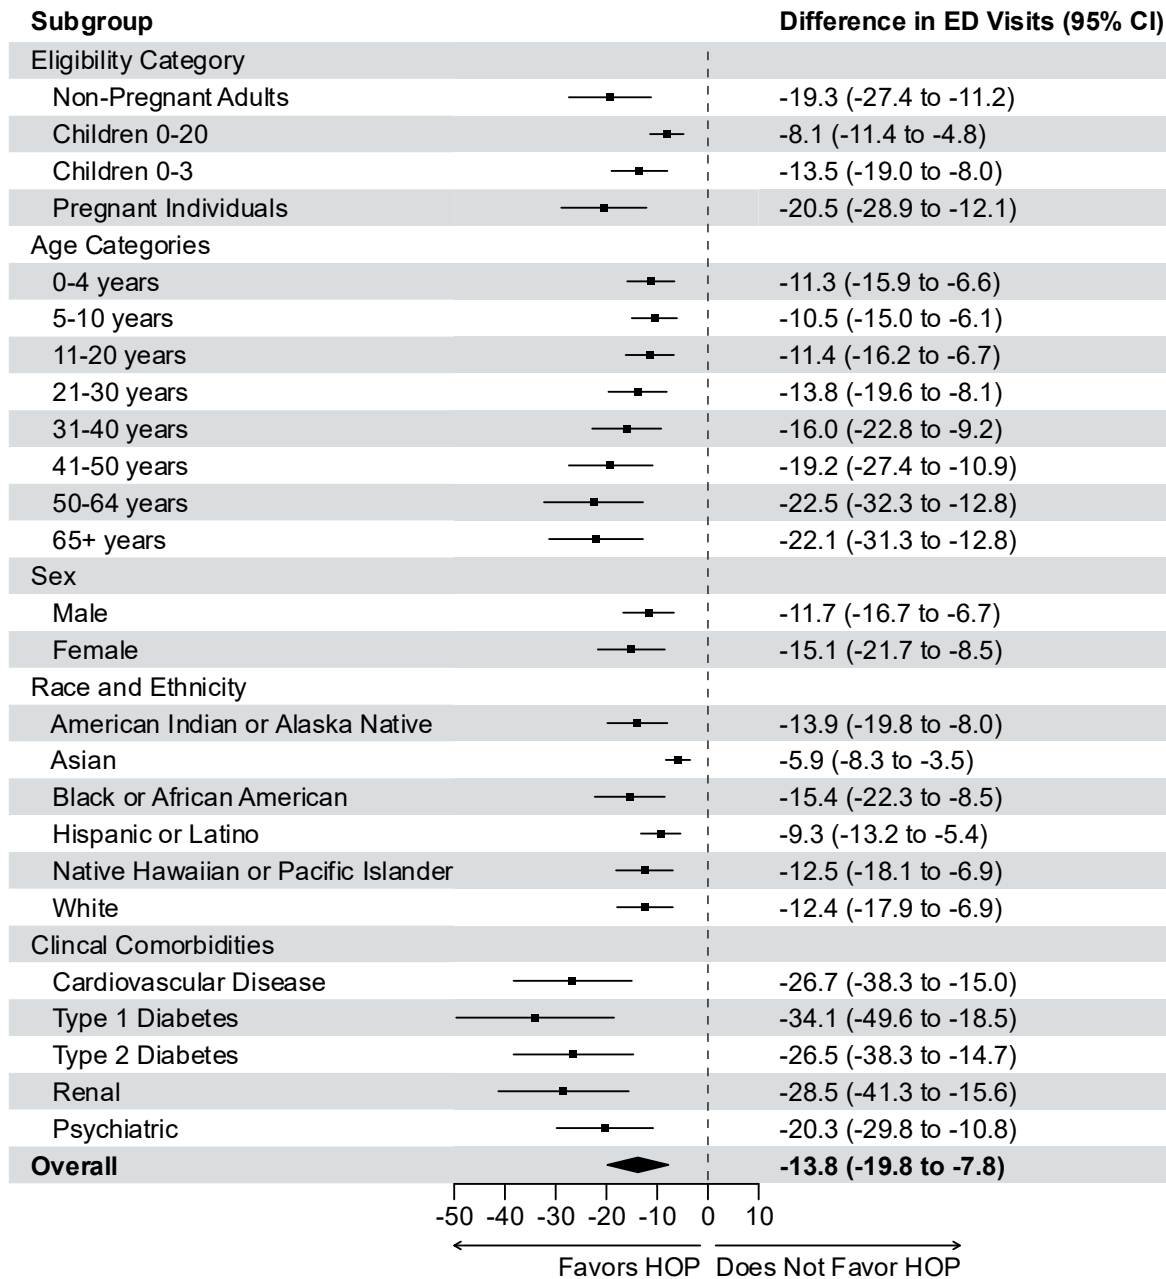 Subgroup Difference in ED Visits (95% CI)
Eligibility Category
Non-Pregnant Adults -19.3 (-27.4 to -11.2)
Children 0-20 -8.1 (-11.4 to -4.8)
Children 0-3 -13.5 (-19.0 to -8.0)
Pregnant Individuals -20.5 (-28.9 to -12.1)
Age Categories
0-4 years -11.3 (-15.9 to -6.6)
5-10 years -10.5 (-15.0 to -6.1)
11-20 years -11.4 (-16.2 to -6.7)
21-30 years -13.8 (-19.6 to -8.1)
31-40 years -16.0 (-22.8 to -9.2)
41-50 years -19.2 (-27.4 to -10.9)
50-64 years -22.5 (-32.3 to -12.8)
65+ years -22.1 (-31.3 to -12.8)
Sex
Male -11.7 (-16.7 to -6.7)
Female -15.1 (-21.7 to -8.5)
Race and Ethnicity
American Indian or Alaska Native -13.9 (-19.8 to -8.0)
Asian -5.9 (-8.3 to -3.5)
Black or African American -15.4 (-22.3 to -8.5)
Hispanic or Latino -9.3 (-13.2 to -5.4)
Native Hawaiian or Pacific Islander -12.5 (-18.1 to -6.9)
White -12.4 (-17.9 to -6.9)
Clincal Comorbidities
Cardiovascular Disease -26.7 (-38.3 to -15.0)
Type 1 Diabetes -34.1 (-49.6 to -18.5)
Type 2 Diabetes -26.5 (-38.3 to -14.7)
Renal -28.5 (-41.3 to -15.6)
Psychiatric -20.3 (-29.8 to -10.8)
Overall -13.8 (-19.8 to -7.8)
-50 -40 -30 -20 -10 0 10
Favors HOP Does Not Favor HOP